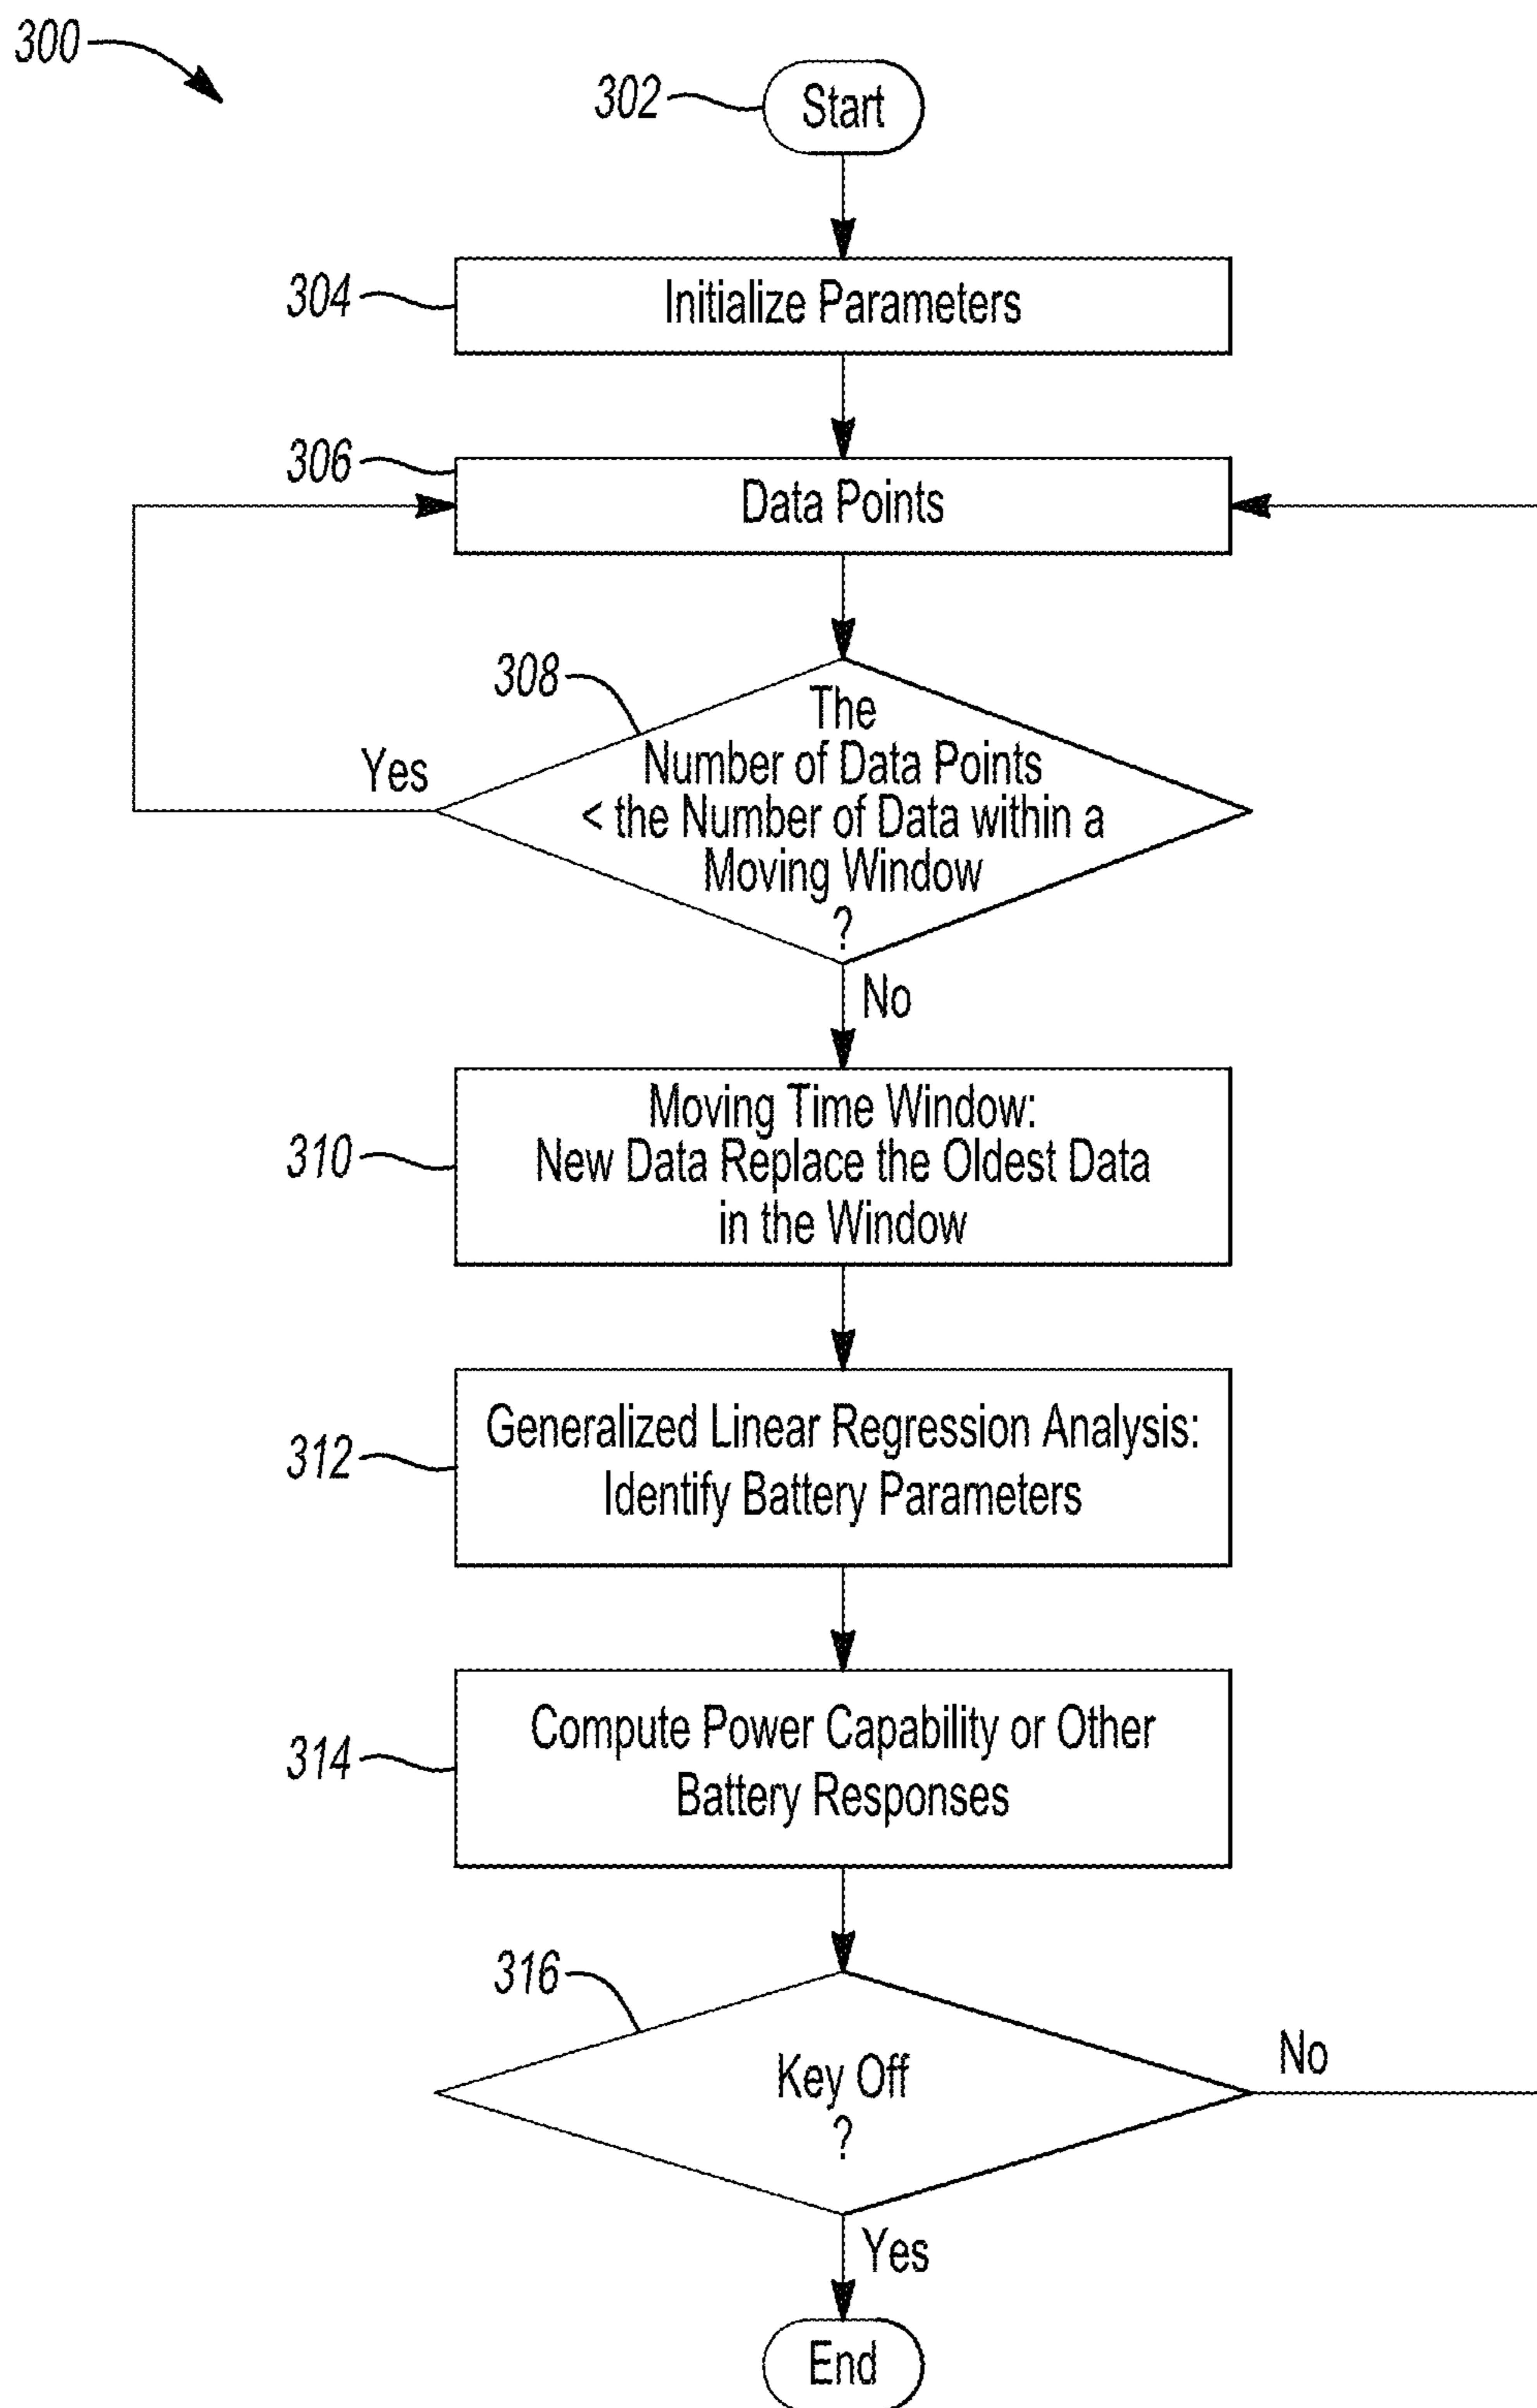 300
302
Start
304
Initialize Parameters
306
Data Points
308
The
Number of Data Points
< the Number of Data within a
Moving Window
?
Yes
No
310
Moving Time Window:
New Data Replace the Oldest Data
in the Window
312
Generalized Linear Regression Analysis:
Identify Battery Parameters
314
Compute Power Capability or Other
Battery Responses
316
Key Off
?
No
Yes
End